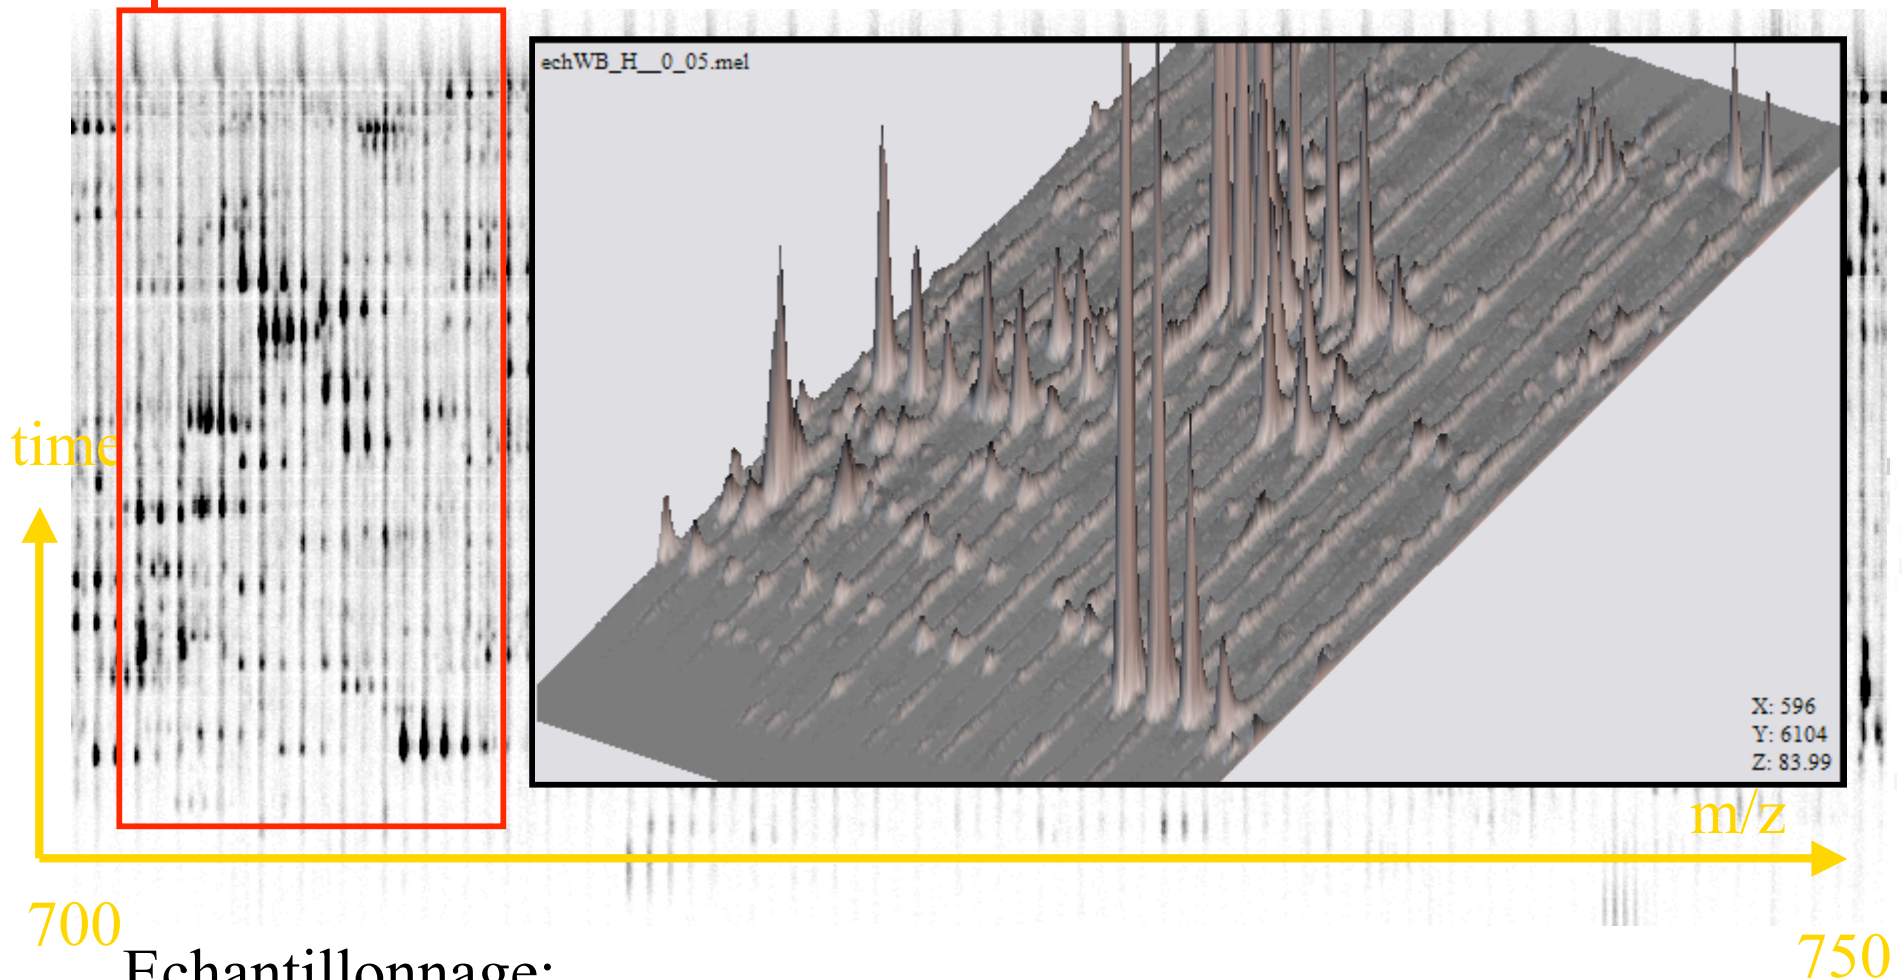 echWB_H__0_05.mel
time
X: 596
Y: 6104
Z: 83.99
m/z
700
750
Echantillonnage: